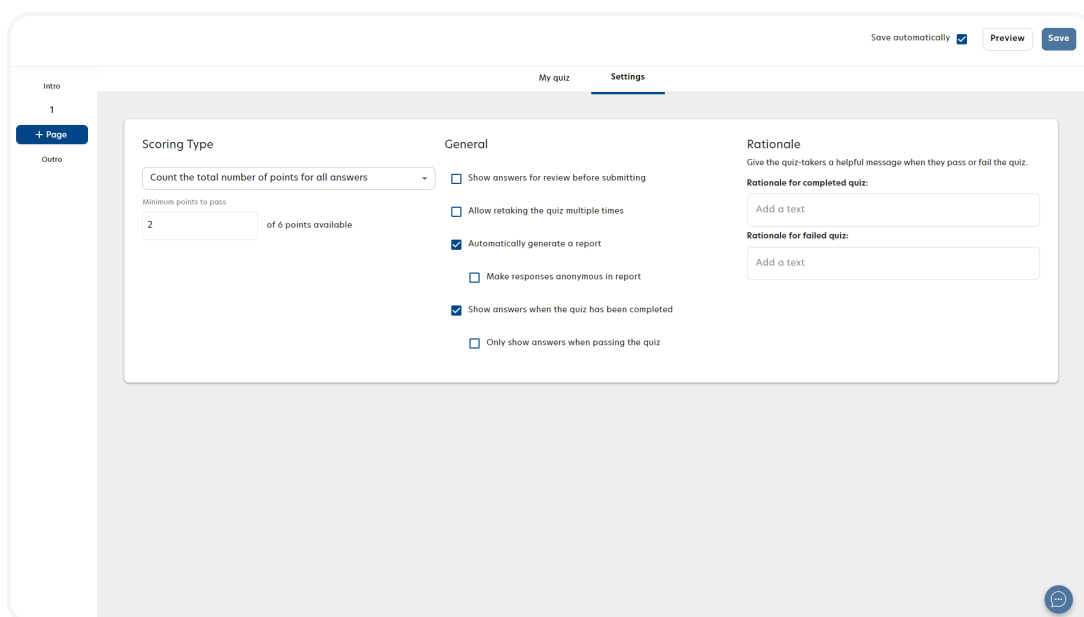 Save automatically
Preview
Save
Intro
1
+ Page
Outro
My quiz
Settings
Scoring Type
Count the total number of points for all answers
Minimum points to pass
2
of 6 points available
General
Show answers for review before submitting
Allow retaking the quiz multiple times
Automatically generate a report
Make responses anonymous in report
Show answers when the quiz has been completed
Only show answers when passing the quiz
Rationale
Give the quiz-takers a helpful message when they pass or fail the quiz.
Rationale for completed quiz:
Add a text
Rationale for failed quiz:
Add a text